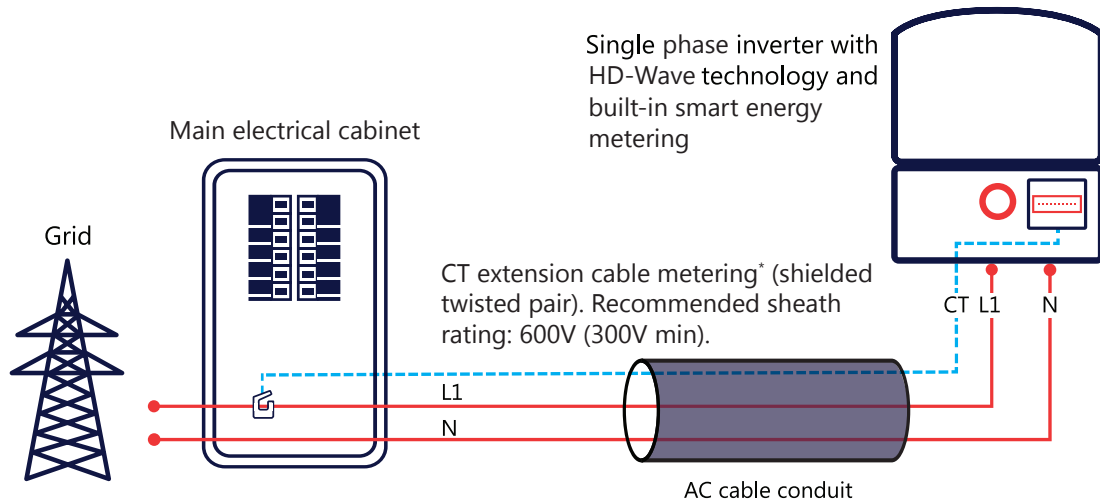 Single phase inverter with
HD-Wave technology and
built-in smart energy
metering
Main electrical cabinet
Grid
CT extension cable metering* (shielded
twisted pair). Recommended sheath
rating: 600V (300V min).
CT L1 N
L1
N
AC cable conduit